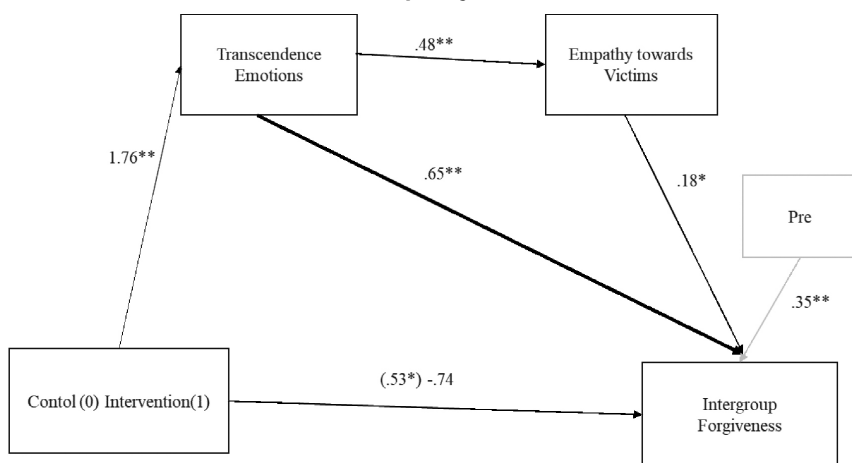 Transcendence
Emotions
.48**
Empathy towards
Victims
1.76**
.65**
.18*
Pre
.35**
Contol (0) Intervention(1)
(.53*) -.74
Intergroup
Forgiveness